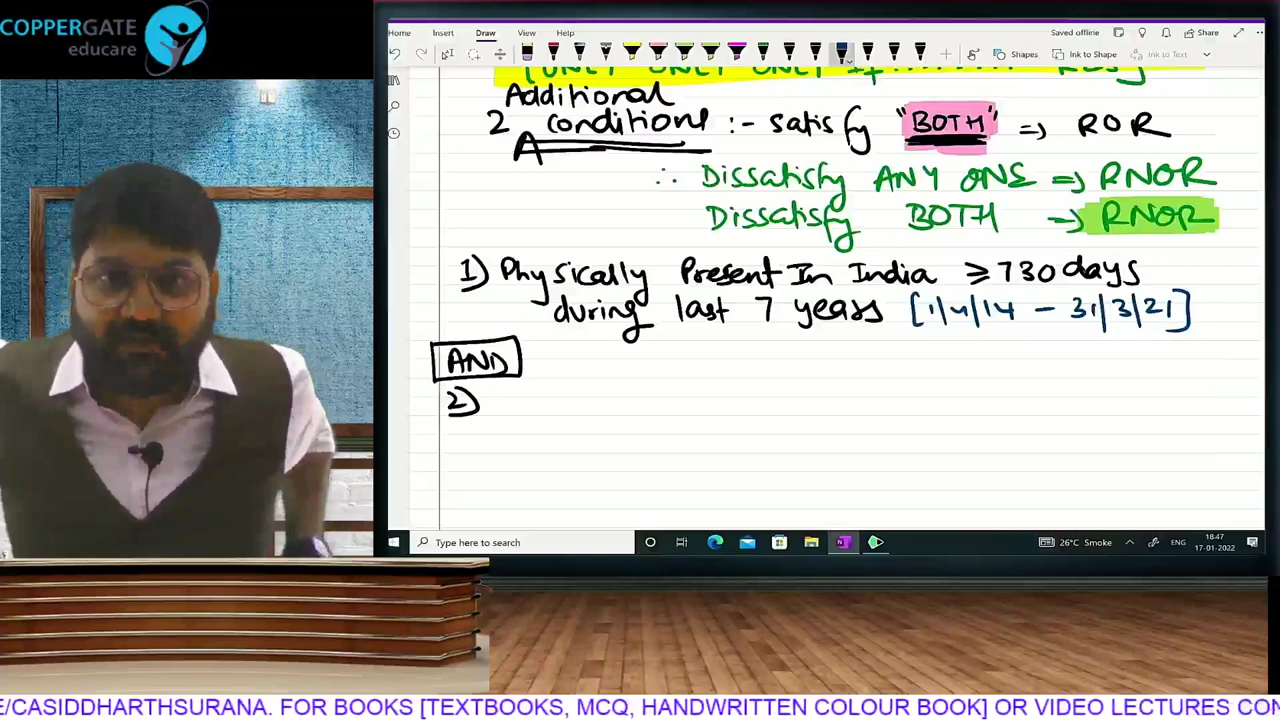 COPPERGATE
educare
Home Insert Draw View Help
Saved offline
Share
Shapes
Ink to Shape
Ink to Text
Additional
2 conditions :- satisfy "BOTH" => ROR
∴ Dissatisfy ANY ONE => RNOR
Dissatisfy BOTH => RNOR
1) Physically Present In India ≥ 730 days
during last 7 years [1/4/14 - 31/3/21]
AND
2)
Type here to search
26°C Smoke
ENG
18:47
17-01-2022
E/CASIDDHARTHSURANA. FOR BOOKS [TEXTBOOKS, MCQ, HANDWRITTEN COLOUR BOOK] OR VIDEO LECTURES CON